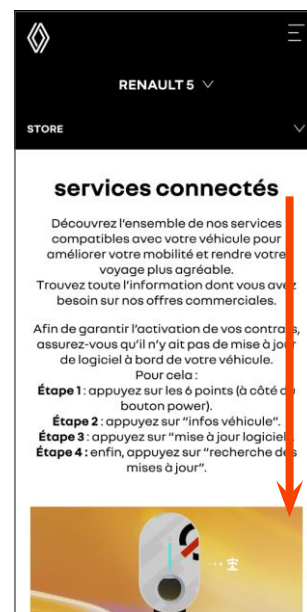 RENAULT 5
STORE
services connectés
Découvrez l'ensemble de nos services
compatibles avec votre véhicule pour
améliorer votre mobilité et rendre votre
voyage plus agréable.
Trouvez toute l'information dont vous avez
besoin sur nos offres commerciales.
Afin de garantir l'activation de vos contrats,
assurez-vous qu'il n'y ait pas de mise à jour
de logiciel à bord de votre véhicule.
Pour cela :
Étape 1 : appuyez sur les 6 points (à côté du
bouton power).
Étape 2 : appuyez sur "infos véhicule".
Étape 3 : appuyez sur "mise à jour logiciel".
Étape 4 : enfin, appuyez sur "recherche des
mises à jour".